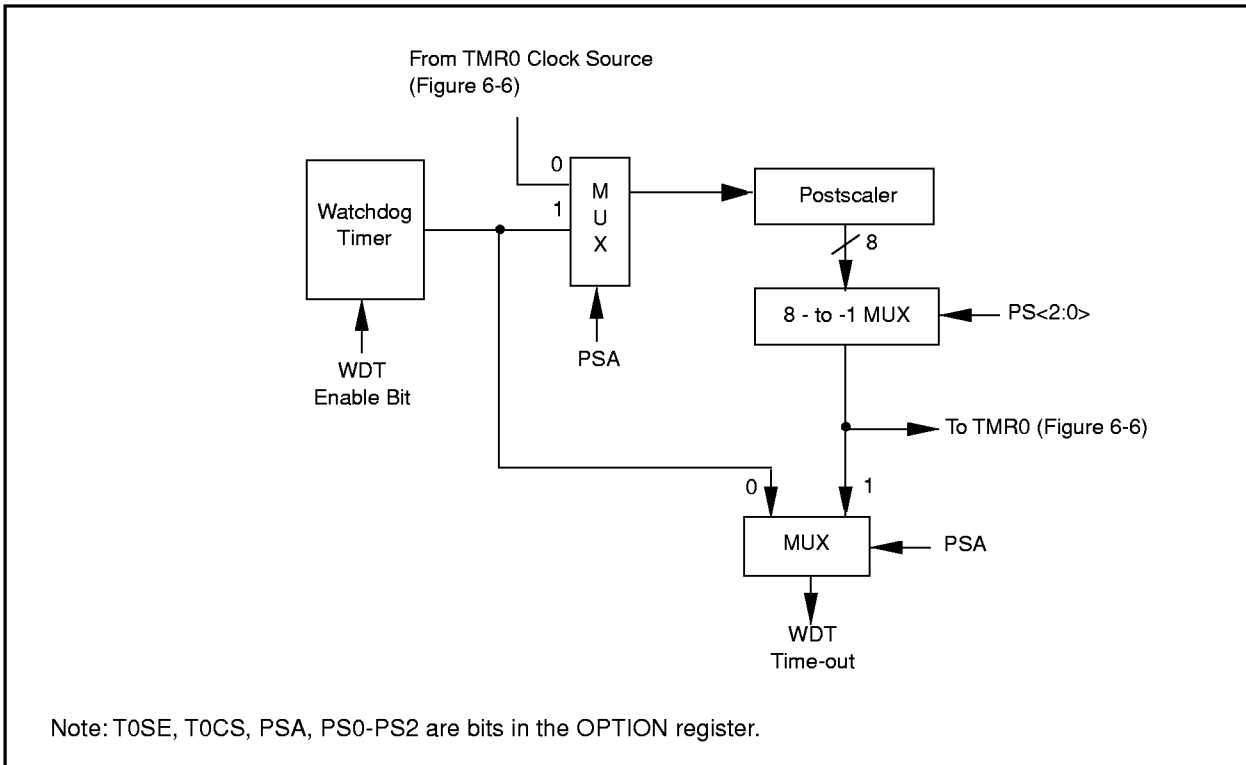 From TMR0 Clock Source
(Figure 6-6)
0
M
U
X
1
Watchdog
Timer
Postscaler
8
8 - to -1 MUX
PS<2:0>
PSA
WDT
Enable Bit
To TMR0 (Figure 6-6)
0
1
MUX
PSA
WDT
Time-out
Note: T0SE, T0CS, PSA, PS0-PS2 are bits in the OPTION register.